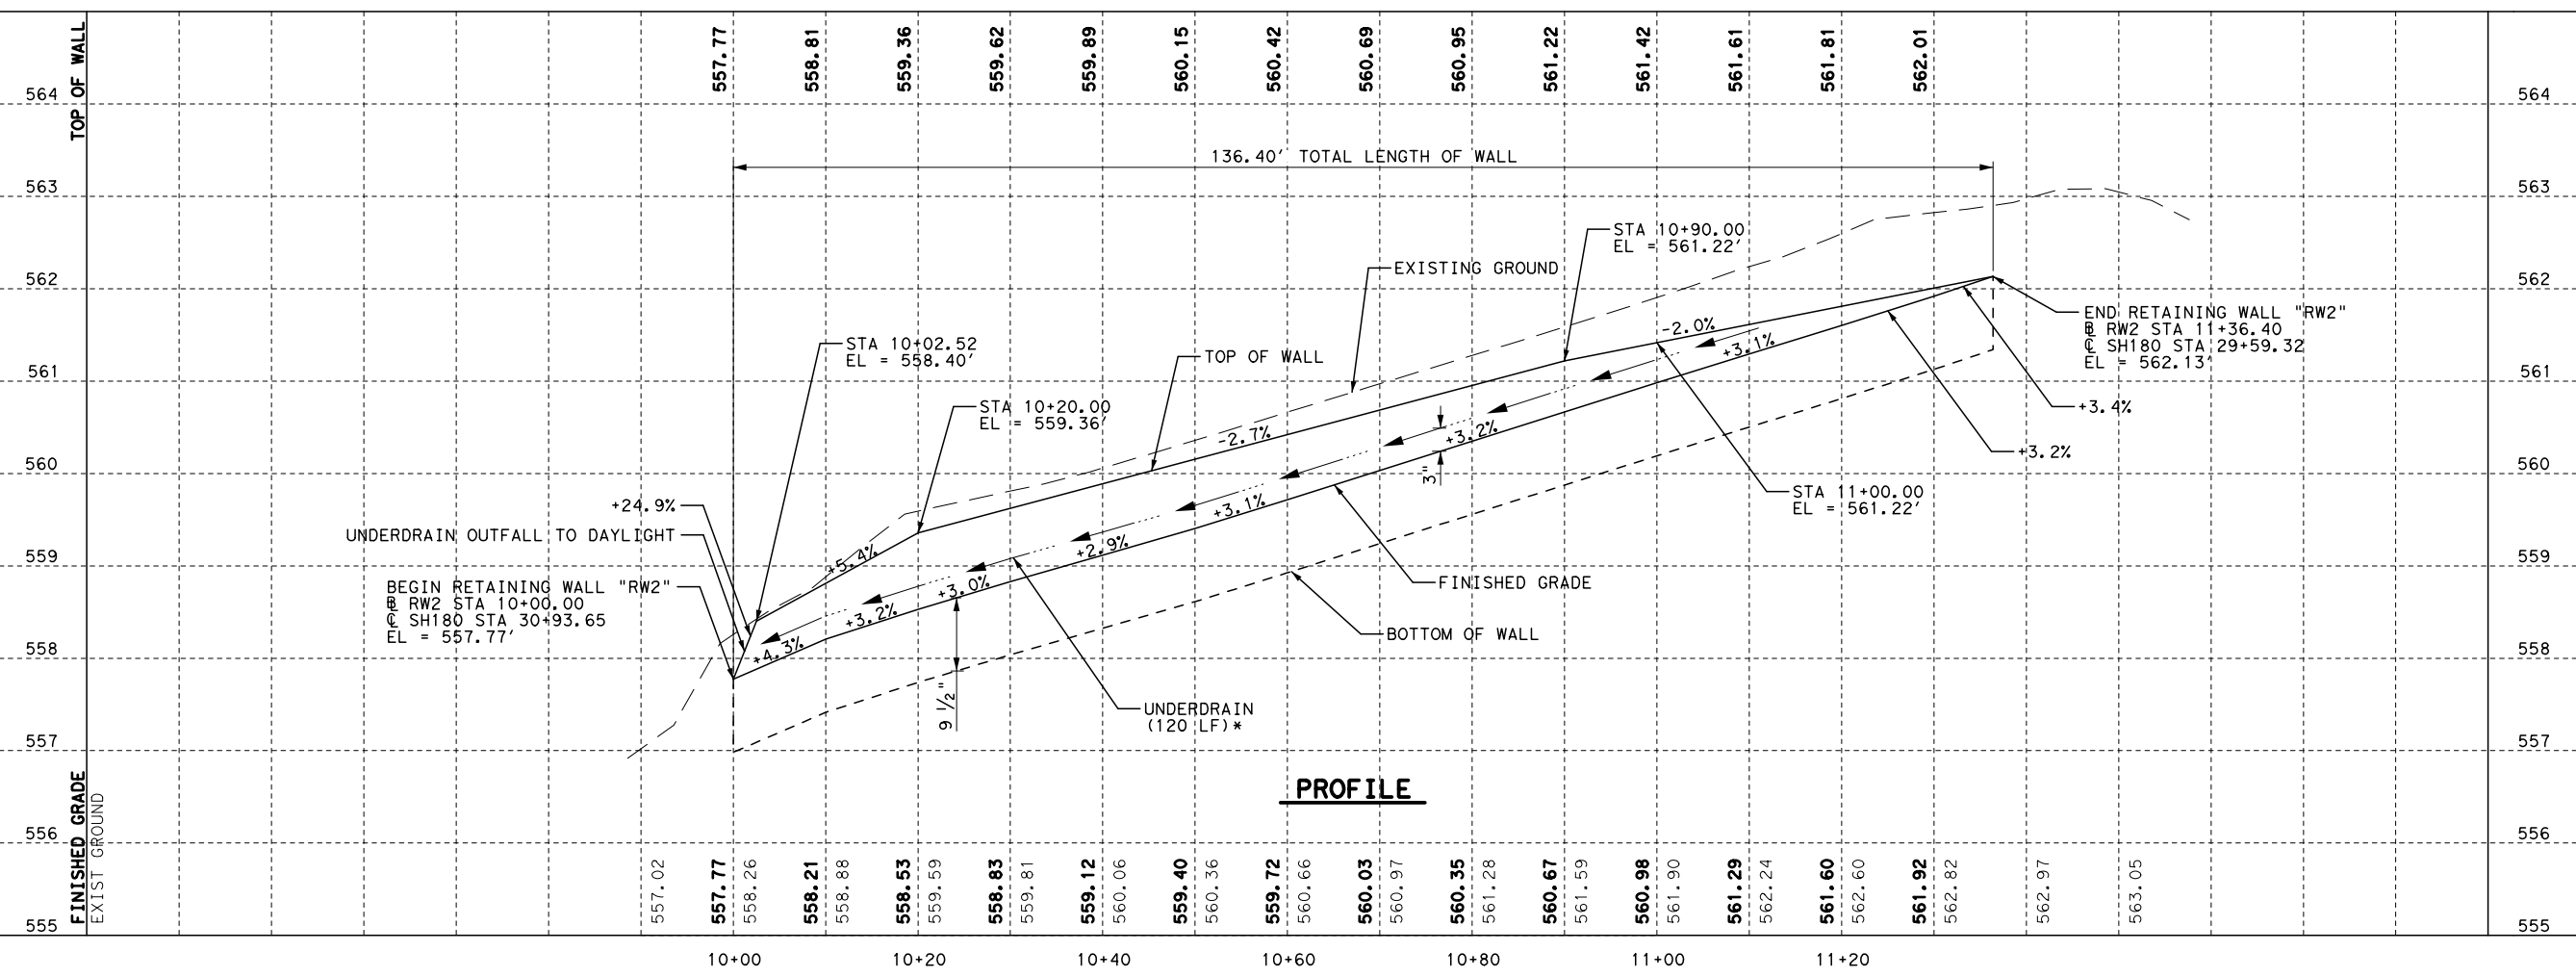 TOP OF WALL
557.77 558.81 559.36 559.62 559.89 560.15 560.42 560.69 560.95 561.22 561.42 561.61 561.81 562.01
564 564
136.40' TOTAL LENGTH OF WALL
563 563
STA 10+90.00
EL = 561.22'
EXISTING GROUND
562 562
END RETAINING WALL "RW2"
℄ RW2 STA 11+36.40
℄ SH180 STA 29+59.32
EL = 562.13'
-2.0%
+3.1%
STA 10+02.52
EL = 558.40'
TOP OF WALL
561 561
+3.4%
STA 10+20.00
EL = 559.36'
-2.7%
+3.2%
+3.2%
3"
560 560
STA 11+00.00
EL = 561.22'
+24.9%
+3.1%
UNDERDRAIN OUTFALL TO DAYLIGHT
+2.9%
+5.4%
559 559
BEGIN RETAINING WALL "RW2"
℄ RW2 STA 10+00.00
℄ SH180 STA 30+93.65
EL = 557.77'
+3.0%
FINISHED GRADE
+3.2%
BOTTOM OF WALL
+4.3%
558 558
9 1/2"
UNDERDRAIN
(120 LF)*
557 557
PROFILE
556 556
FINISHED GRADE
EXIST GROUND
557.02
557.77 558.26
558.21 558.88
558.53 559.59
558.83 559.81
559.12 560.06
559.40 560.36
559.72 560.66
560.03 560.97
560.35 561.28
560.67 561.59
560.98 561.90
561.29 562.24
561.60 562.60
561.92 562.82
562.97
563.05
555 555
10+00 10+20 10+40 10+60 10+80 11+00 11+20